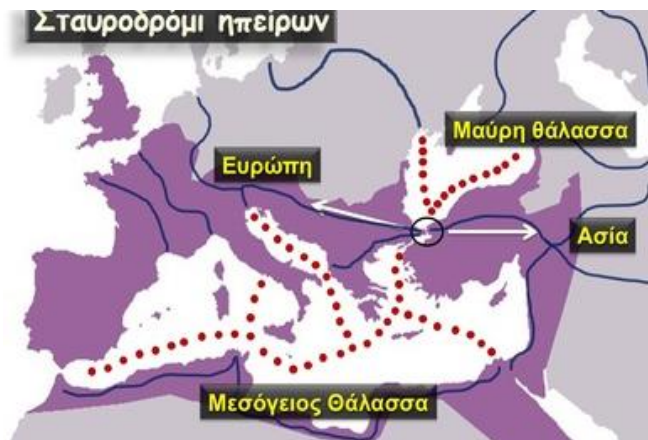 Σταυροδρόμι ηπείρων
Μαύρη θάλασσα
Ευρώπη
Ασία
Μεσόγειος Θάλασσα